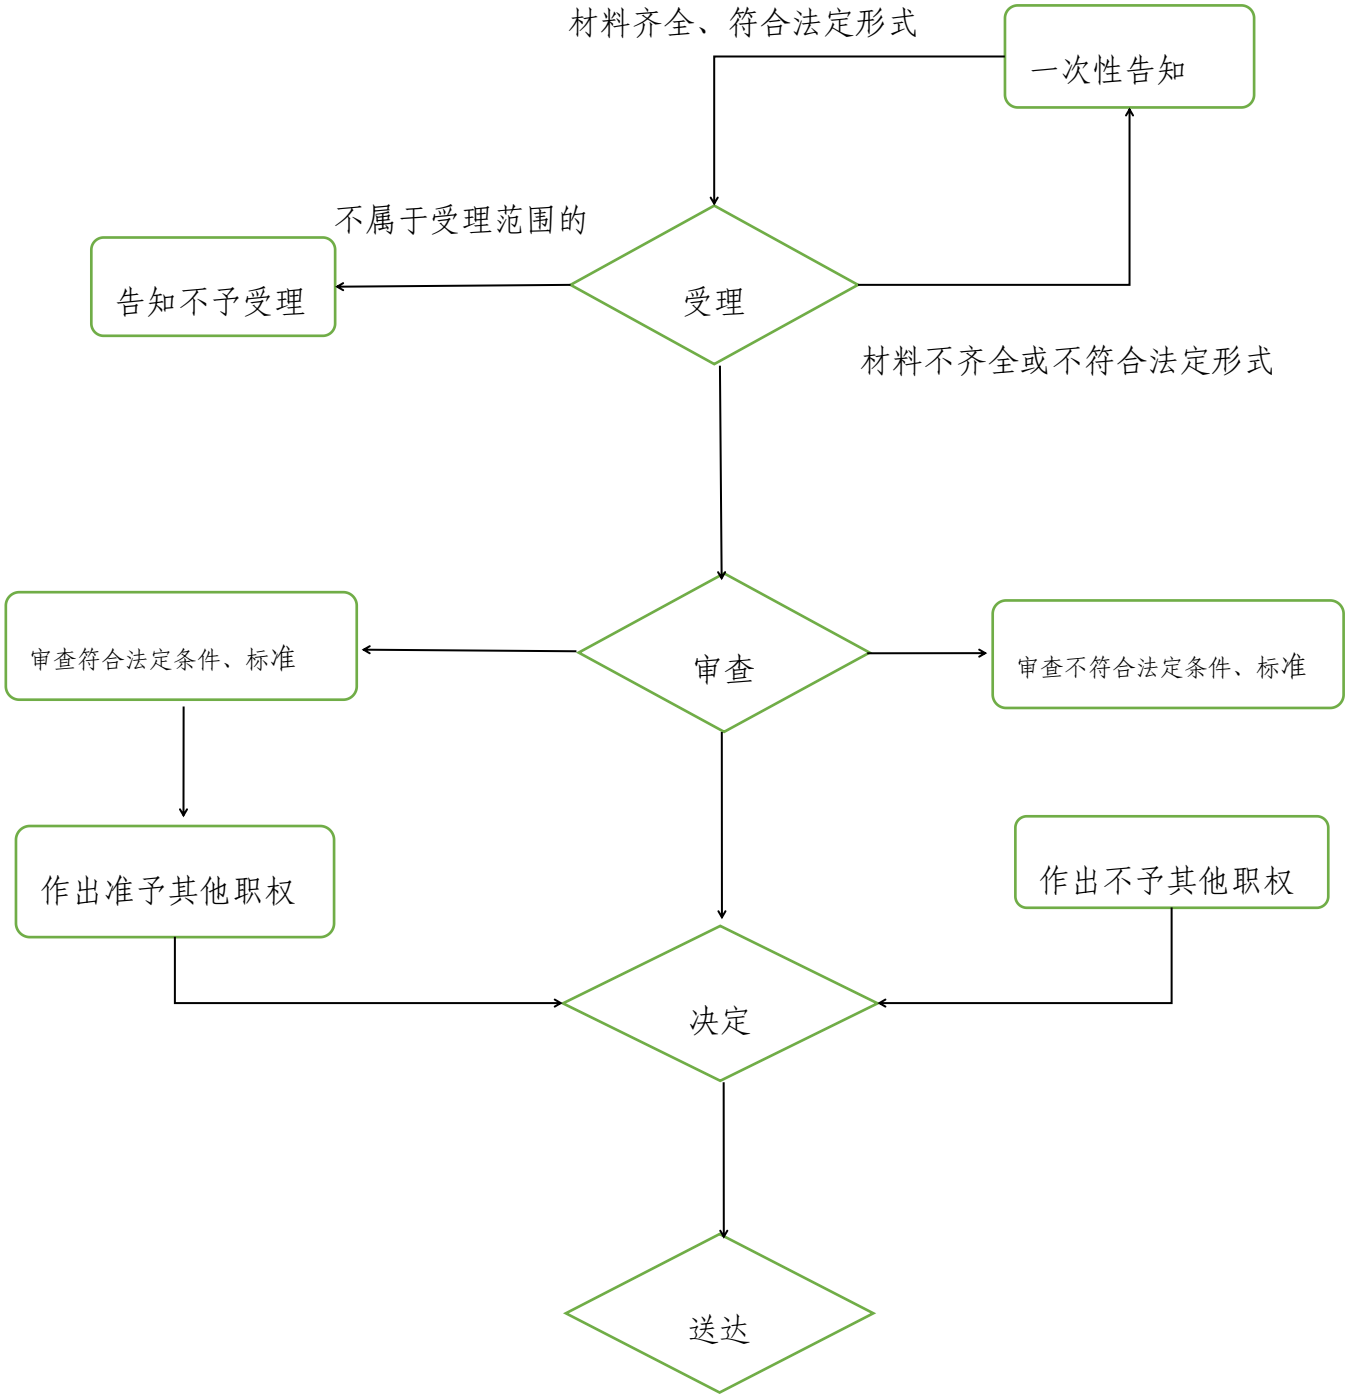 材料齐全、符合法定形式
一次性告知
不属于受理范围的
告知不予受理
受理
材料不齐全或不符合法定形式
审查符合法定条件、标准
审查
审查不符合法定条件、标准
作出准予其他职权
作出不予其他职权
决定
送达